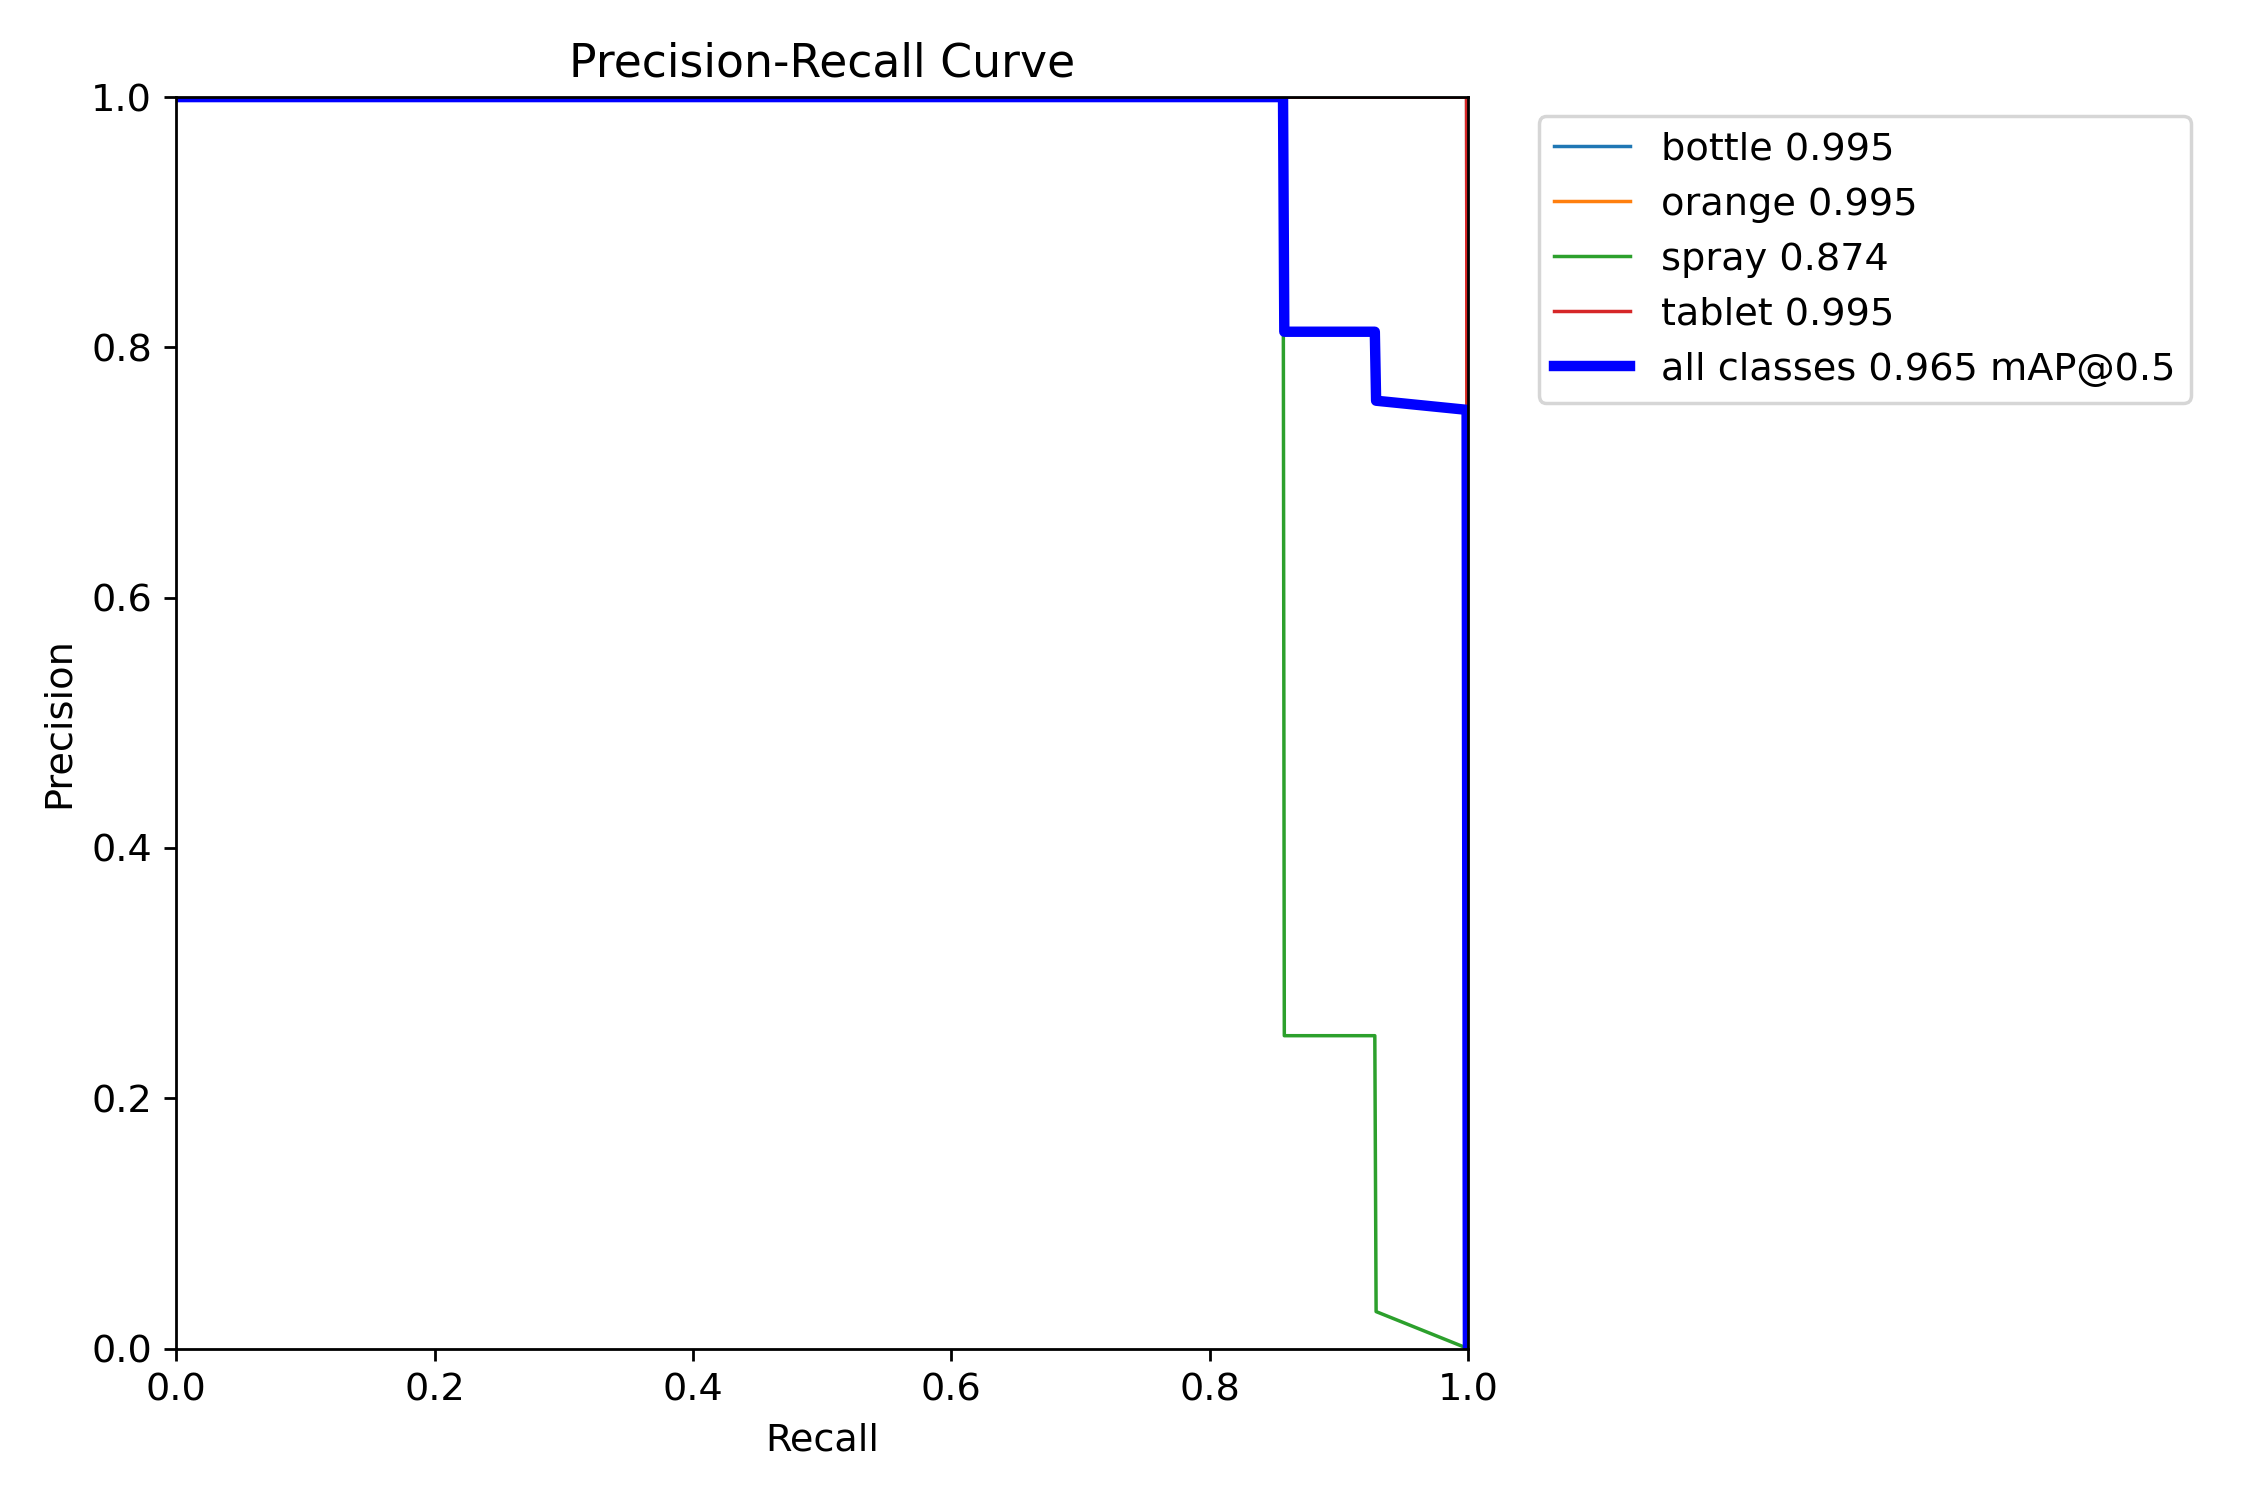 Precision-Recall Curve
1.0
0.8
0.6
0.4
0.2
0.0
Precision
0.0 0.2 0.4 0.6 0.8 1.0
Recall
bottle 0.995
orange 0.995
spray 0.874
tablet 0.995
all classes 0.965 mAP@0.5